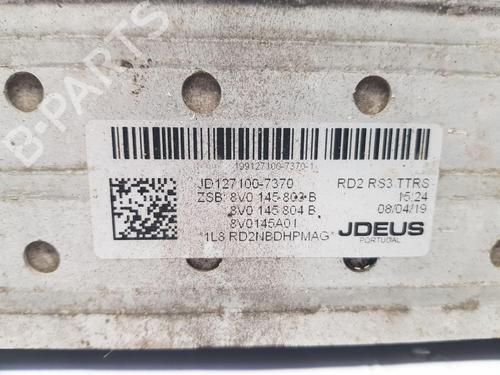 199127100-7370-1
JD127100-7370 RD2 RS3 TTRS
ZSB: 8V0 145 803 B 15:24
8V0 145 804 B 08/04/19
8V0145A01
*1L8 RD2NBDHPMAG*
JDEUS
PORTUGAL
B-PARTS